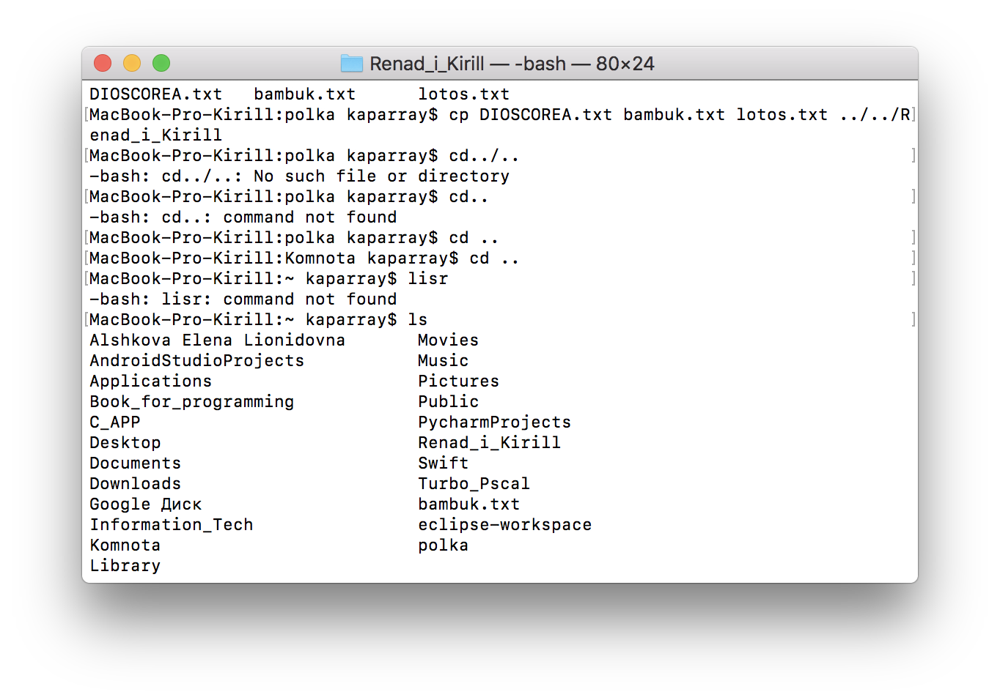 Renad_i_Kirill — -bash — 80×24
DIOSCOREA.txt bambuk.txt lotos.txt
[MacBook-Pro-Kirill:polka kaparray$ cp DIOSCOREA.txt bambuk.txt lotos.txt ../../R]
enad_i_Kirill
[MacBook-Pro-Kirill:polka kaparray$ cd../.. ]
-bash: cd../..: No such file or directory
[MacBook-Pro-Kirill:polka kaparray$ cd.. ]
-bash: cd..: command not found
[MacBook-Pro-Kirill:polka kaparray$ cd .. ]
[MacBook-Pro-Kirill:Komnota kaparray$ cd .. ]
[MacBook-Pro-Kirill:~ kaparray$ lisr ]
-bash: lisr: command not found
[MacBook-Pro-Kirill:~ kaparray$ ls ]
Alshkova Elena Lionidovna Movies
AndroidStudioProjects Music
Applications Pictures
Book_for_programming Public
C_APP PycharmProjects
Desktop Renad_i_Kirill
Documents Swift
Downloads Turbo_Pscal
Google Диск bambuk.txt
Information_Tech eclipse-workspace
Komnota polka
Library